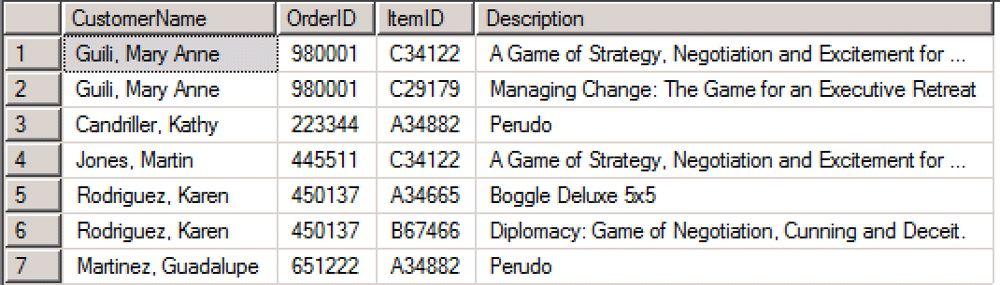 CustomerName OrderID ItemID Description
1 Guili, Mary Anne 980001 C34122 A Game of Strategy, Negotiation and Excitement for ...
2 Guili, Mary Anne 980001 C29179 Managing Change: The Game for an Executive Retreat
3 Candriller, Kathy 223344 A34882 Perudo
4 Jones, Martin 445511 C34122 A Game of Strategy, Negotiation and Excitement for ...
5 Rodriguez, Karen 450137 A34665 Boggle Deluxe 5x5
6 Rodriguez, Karen 450137 B67466 Diplomacy: Game of Negotiation, Cunning and Deceit.
7 Martinez, Guadalupe 651222 A34882 Perudo